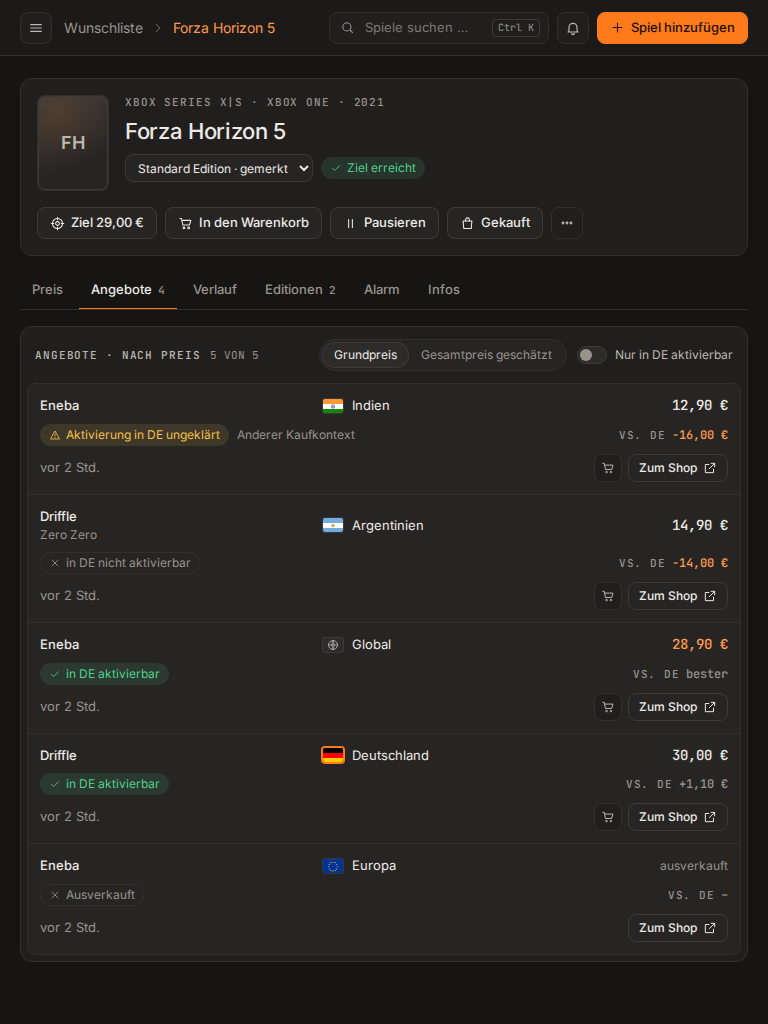 Wunschliste > Forza Horizon 5
Spiele suchen ...
Ctrl K
Spiel hinzufügen
XBOX SERIES X|S · XBOX ONE · 2021
FH
Forza Horizon 5
Standard Edition · gemerkt
Ziel erreicht
Ziel 29,00 €
In den Warenkorb
Pausieren
Gekauft
Preis
Angebote 4
Verlauf
Editionen 2
Alarm
Infos
ANGEBOTE · NACH PREIS 5 VON 5
Grundpreis
Gesamtpreis geschätzt
Nur in DE aktivierbar
Eneba
Indien
12,90 €
Aktivierung in DE ungeklärt
Anderer Kaufkontext
VS. DE -16,00 €
vor 2 Std.
Zum Shop
Driffle
Zero Zero
Argentinien
14,90 €
in DE nicht aktivierbar
VS. DE -14,00 €
vor 2 Std.
Zum Shop
Eneba
Global
28,90 €
in DE aktivierbar
VS. DE bester
vor 2 Std.
Zum Shop
Driffle
Deutschland
30,00 €
in DE aktivierbar
VS. DE +1,10 €
vor 2 Std.
Zum Shop
Eneba
Europa
ausverkauft
Ausverkauft
VS. DE –
vor 2 Std.
Zum Shop